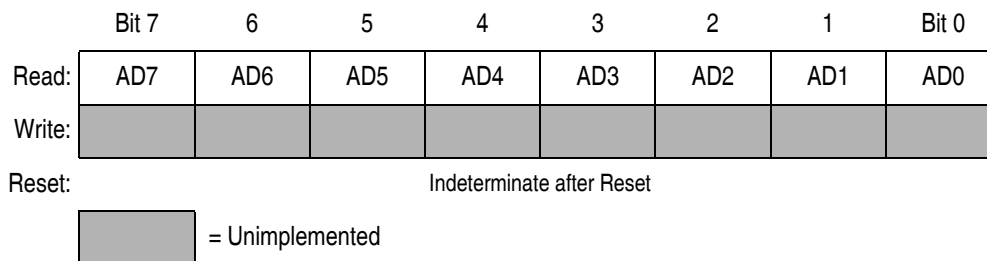 Bit 7 6 5 4 3 2 1 Bit 0
Read: AD7 AD6 AD5 AD4 AD3 AD2 AD1 AD0
Write:
Reset: Indeterminate after Reset
= Unimplemented